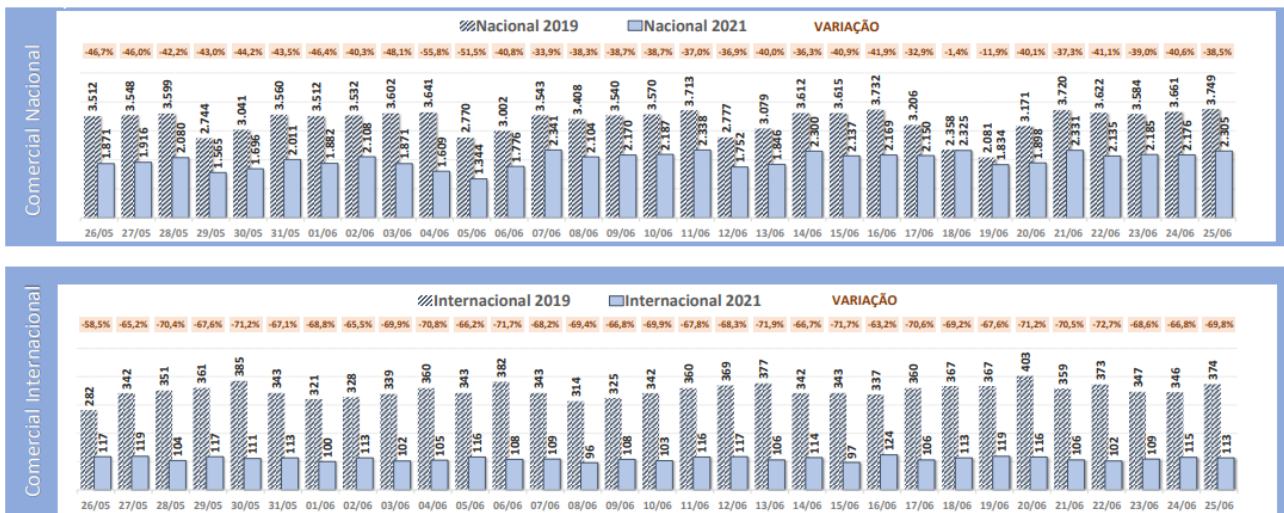 Comercial Nacional
Nacional 2019 Nacional 2021 VARIAÇÃO
-46,7% -46,0% -42,2% -43,0% -44,2% -43,5% -46,4% -40,3% -48,1% -55,8% -51,5% -40,8% -33,9% -38,3% -38,7% -38,7% -37,0% -36,9% -40,0% -36,3% -40,9% -41,9% -32,9% -1,4% -11,9% -40,1% -37,3% -41,1% -39,0% -40,6% -38,5%
3.512 3.548 3.599 2.744 3.041 3.560 3.512 3.532 3.602 3.641 2.770 3.002 3.543 3.408 3.540 3.570 3.713 2.777 3.079 3.612 3.615 3.732 3.206 2.358 2.081 3.171 3.720 3.622 3.584 3.661 3.749
1.871 1.916 2.080 1.565 1.696 2.011 1.882 2.108 1.871 1.609 1.344 1.776 2.341 2.104 2.170 2.187 2.338 1.752 1.846 2.300 2.137 2.169 2.150 2.325 1.834 1.898 2.331 2.135 2.185 2.176 2.305
26/05 27/05 28/05 29/05 30/05 31/05 01/06 02/06 03/06 04/06 05/06 06/06 07/06 08/06 09/06 10/06 11/06 12/06 13/06 14/06 15/06 16/06 17/06 18/06 19/06 20/06 21/06 22/06 23/06 24/06 25/06
Comercial Internacional
Internacional 2019 Internacional 2021 VARIAÇÃO
-58,5% -65,2% -70,4% -67,6% -71,2% -67,1% -68,8% -65,5% -69,9% -70,8% -66,2% -71,7% -68,2% -69,4% -66,8% -69,9% -67,8% -68,3% -71,9% -66,7% -71,7% -63,2% -70,6% -69,2% -67,6% -71,2% -70,5% -72,7% -68,6% -66,8% -69,8%
282 342 351 361 385 343 321 328 339 360 343 382 343 314 325 342 360 369 377 342 343 337 360 367 367 403 359 373 347 346 374
117 119 104 117 111 113 100 113 102 105 116 108 109 96 108 103 116 117 106 114 97 124 106 113 119 116 106 102 109 115 113
26/05 27/05 28/05 29/05 30/05 31/05 01/06 02/06 03/06 04/06 05/06 06/06 07/06 08/06 09/06 10/06 11/06 12/06 13/06 14/06 15/06 16/06 17/06 18/06 19/06 20/06 21/06 22/06 23/06 24/06 25/06